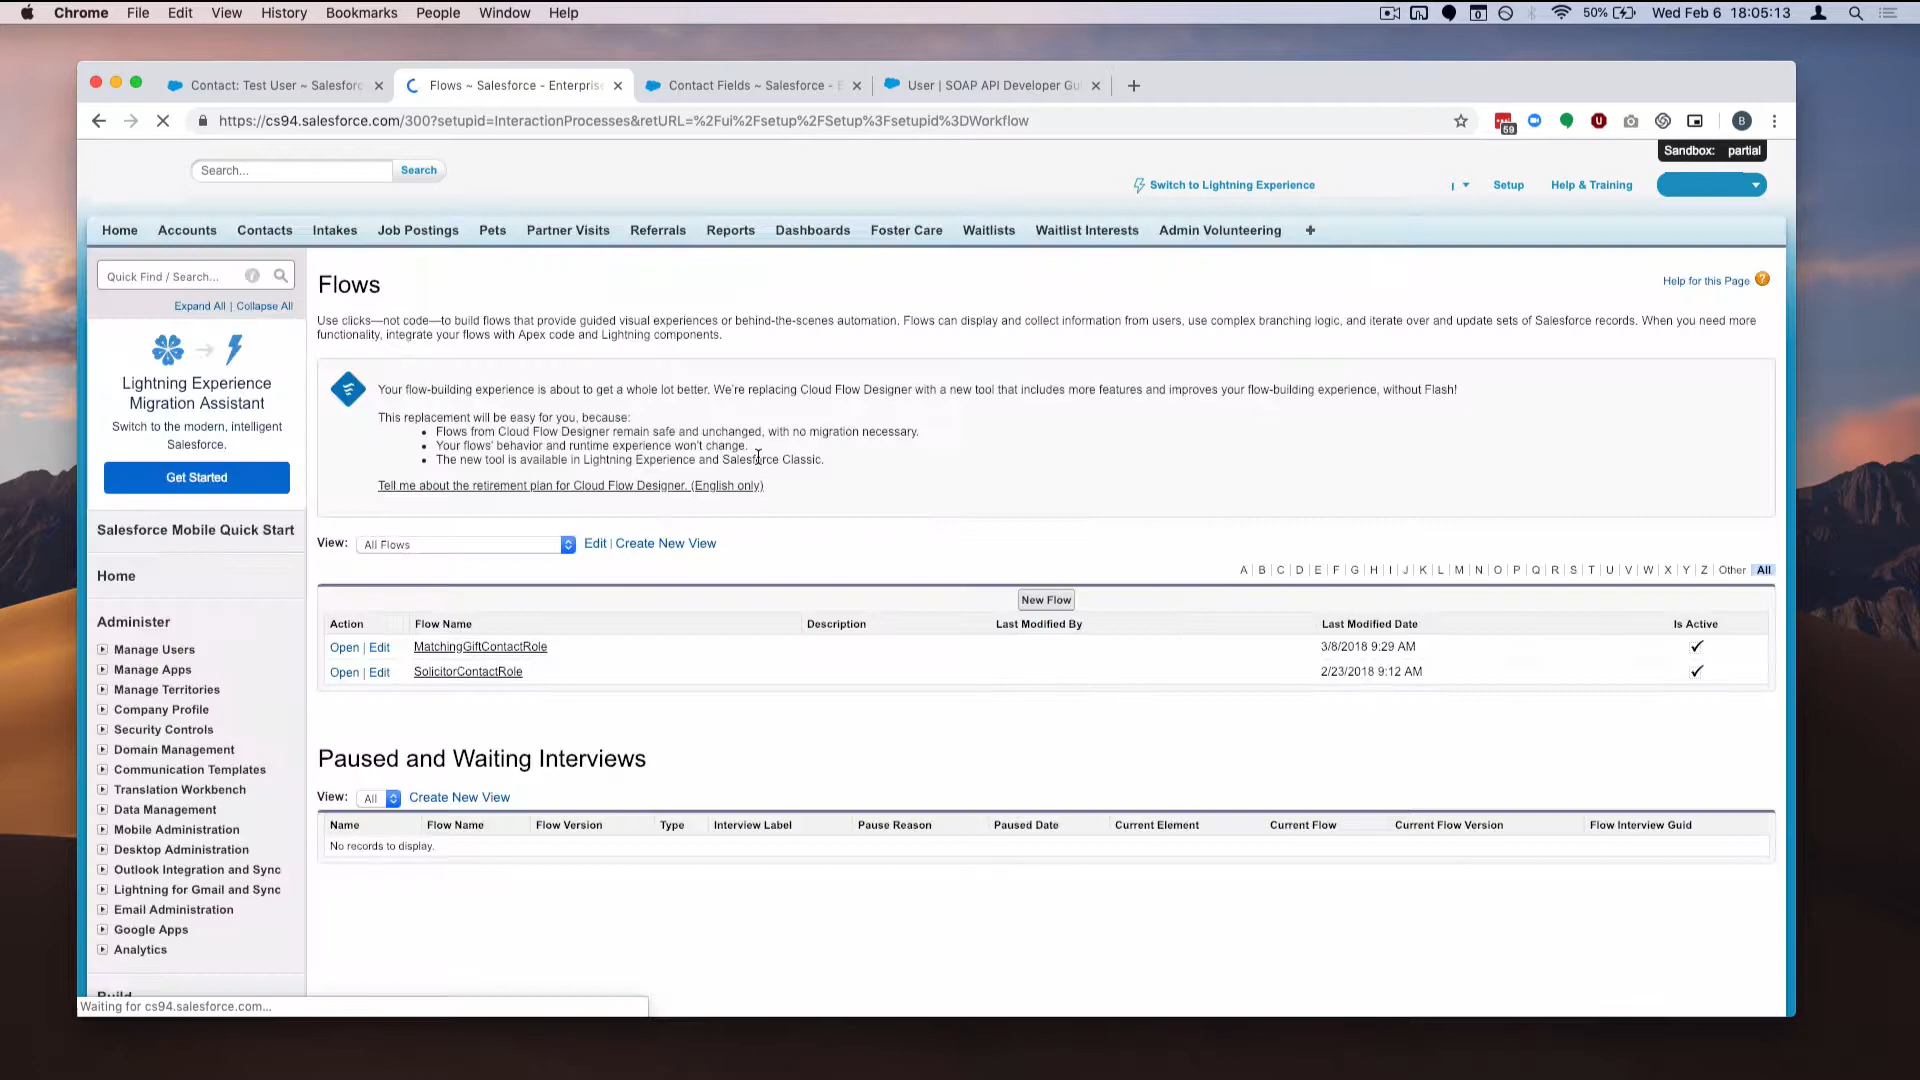 Chrome File Edit View History Bookmarks People Window Help
50% Wed Feb 6 18:05:13
Contact: Test User ~ Salesforc
Flows ~ Salesforce - Enterpris
Contact Fields ~ Salesforce - E
User | SOAP API Developer Gu
https://cs94.salesforce.com/300?setupid=InteractionProcesses&retURL=%2Fui%2Fsetup%2FSetup%3Fsetupid%3DWorkflow
59
B
Sandbox: partial
Search...
Search
Switch to Lightning Experience
Setup
Help & Training
Home Accounts Contacts Intakes Job Postings Pets Partner Visits Referrals Reports Dashboards Foster Care Waitlists Waitlist Interests Admin Volunteering +
Quick Find / Search...
Expand All | Collapse All
Lightning Experience
Migration Assistant
Switch to the modern, intelligent
Salesforce.
Get Started
Salesforce Mobile Quick Start
Home
Administer
Manage Users
Manage Apps
Manage Territories
Company Profile
Security Controls
Domain Management
Communication Templates
Translation Workbench
Data Management
Mobile Administration
Desktop Administration
Outlook Integration and Sync
Lightning for Gmail and Sync
Email Administration
Google Apps
Analytics
Build
Flows
Help for this Page
Use clicks—not code—to build flows that provide guided visual experiences or behind-the-scenes automation. Flows can display and collect information from users, use complex branching logic, and iterate over and update sets of Salesforce records. When you need more
functionality, integrate your flows with Apex code and Lightning components.
Your flow-building experience is about to get a whole lot better. We're replacing Cloud Flow Designer with a new tool that includes more features and improves your flow-building experience, without Flash!
This replacement will be easy for you, because:
• Flows from Cloud Flow Designer remain safe and unchanged, with no migration necessary.
• Your flows' behavior and runtime experience won't change.
• The new tool is available in Lightning Experience and Salesforce Classic.
Tell me about the retirement plan for Cloud Flow Designer. (English only)
View: All Flows Edit | Create New View
A | B | C | D | E | F | G | H | I | J | K | L | M | N | O | P | Q | R | S | T | U | V | W | X | Y | Z | Other All
New Flow
Action Flow Name Description Last Modified By Last Modified Date Is Active
Open | Edit MatchingGiftContactRole 3/8/2018 9:29 AM ✓
Open | Edit SolicitorContactRole 2/23/2018 9:12 AM ✓
Paused and Waiting Interviews
View: All Create New View
Name Flow Name Flow Version Type Interview Label Pause Reason Paused Date Current Element Current Flow Current Flow Version Flow Interview Guid
No records to display.
Waiting for cs94.salesforce.com...